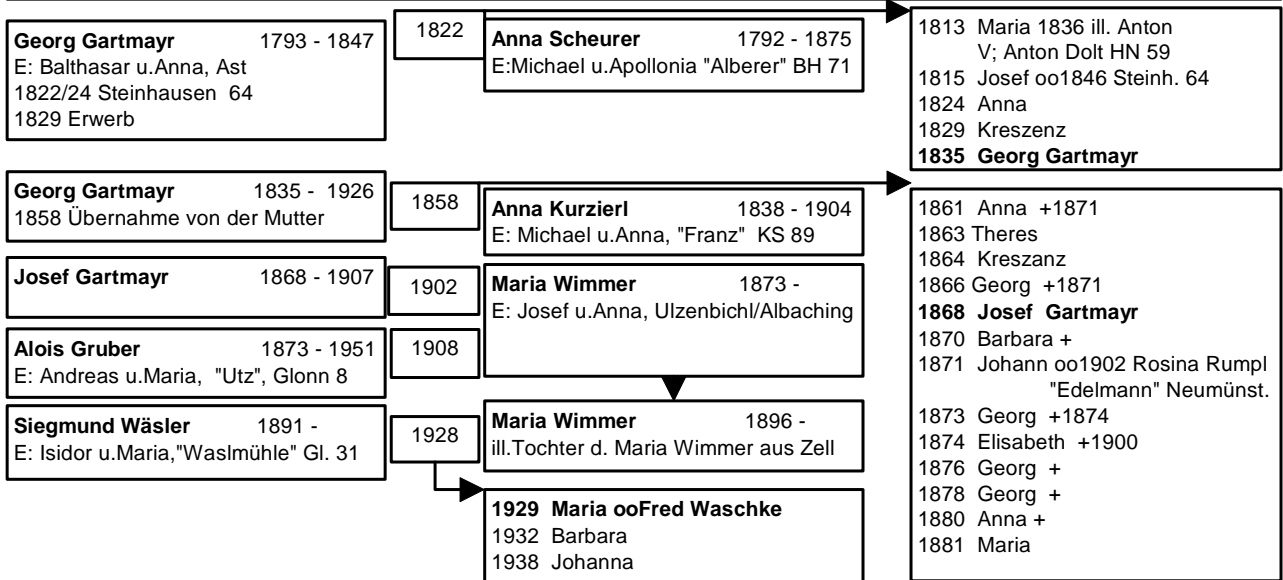 Georg Gartmayr 1793 - 1847
E: Balthasar u.Anna, Ast
1822/24 Steinhausen 64
1829 Erwerb
1822
Anna Scheurer 1792 - 1875
E:Michael u.Apollonia "Alberer" BH 71
1813 Maria 1836 ill. Anton
V; Anton Dolt HN 59
1815 Josef oo1846 Steinh. 64
1824 Anna
1829 Kreszenz
1835 Georg Gartmayr
Georg Gartmayr 1835 - 1926
1858 Übernahme von der Mutter
1858
Anna Kurzierl 1838 - 1904
E: Michael u.Anna, "Franz" KS 89
1861 Anna +1871
1863 Theres
1864 Kreszanz
1866 Georg +1871
1868 Josef Gartmayr
1870 Barbara +
1871 Johann oo1902 Rosina Rumpl
"Edelmann" Neumünst.
1873 Georg +1874
1874 Elisabeth +1900
1876 Georg +
1878 Georg +
1880 Anna +
1881 Maria
Josef Gartmayr 1868 - 1907
1902
Maria Wimmer 1873 -
E: Josef u.Anna, Ulzenbichl/Albaching
Alois Gruber 1873 - 1951
E: Andreas u.Maria, "Utz", Glonn 8
1908
Siegmund Wäsler 1891 -
E: Isidor u.Maria,"Waslmühle" Gl. 31
1928
Maria Wimmer 1896 -
ill.Tochter d. Maria Wimmer aus Zell
1929 Maria ooFred Waschke
1932 Barbara
1938 Johanna